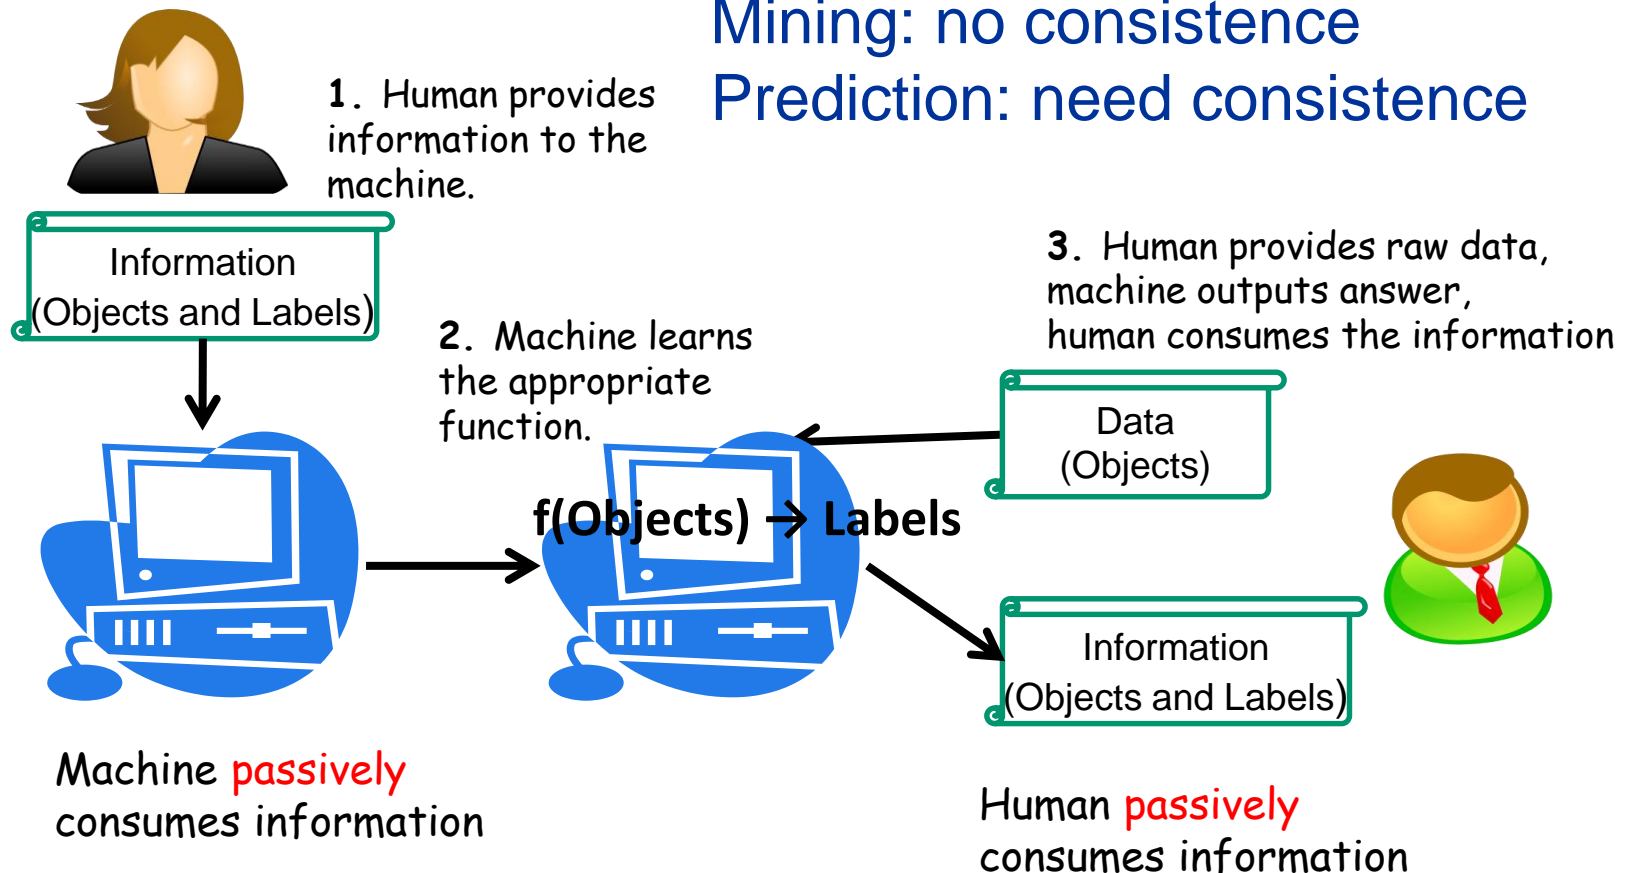 Mining: no consistence
Prediction: need consistence
1. Human provides
information to the
machine.
Information
(Objects and Labels)
2. Machine learns
the appropriate
function.
3. Human provides raw data,
machine outputs answer,
human consumes the information
Data
(Objects)
f(Objects) → Labels
Information
(Objects and Labels)
Machine passively
consumes information
Human passively
consumes information